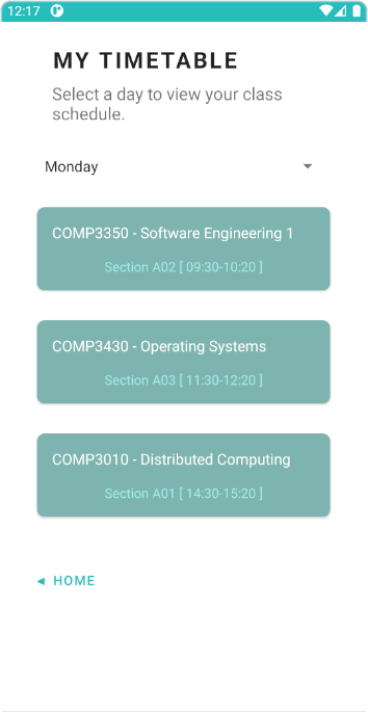 12:17
MY TIMETABLE
Select a day to view your class
schedule.
Monday
COMP3350 - Software Engineering 1
Section A02 [ 09:30-10:20 ]
COMP3430 - Operating Systems
Section A03 [ 11:30-12:20 ]
COMP3010 - Distributed Computing
Section A01 [ 14:30-15:20 ]
◄ HOME